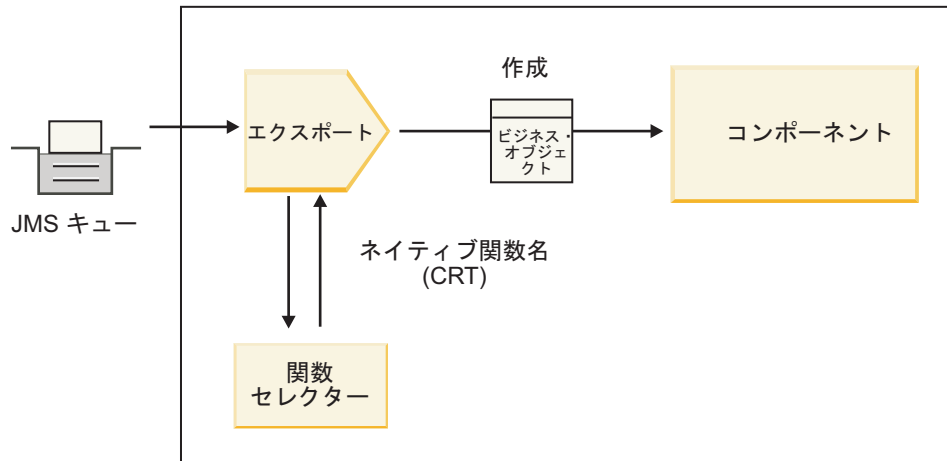 作成
エクスポート
ビジネス・
オブジェ
クト
コンポーネント
JMS キュー
ネイティブ関数名
(CRT)
関数
セレクター